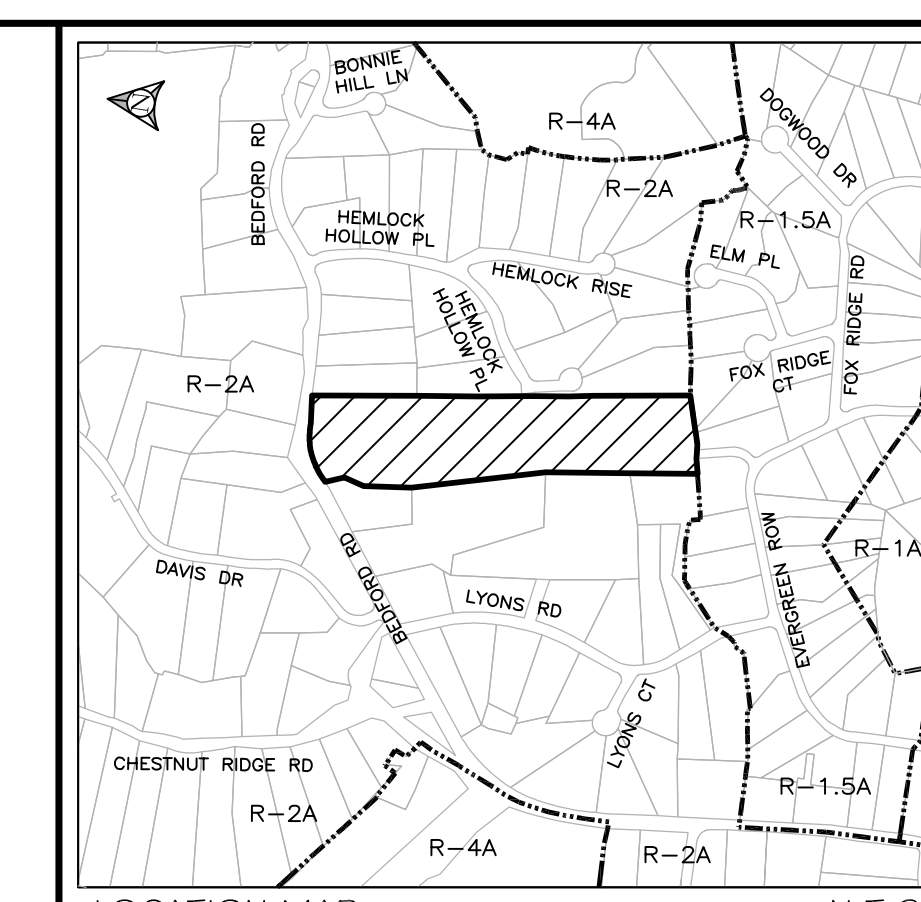 BONNIE
HILL LN
N
R-4A
DOGWOOD DR
BEDFORD RD
R-2A
HEMLOCK
HOLLOW PL
R-1.5A
ELM PL
HEMLOCK RISE
HEMLOCK
HOLLOW PL
FOX RIDGE RD
FOX RIDGE
CT
R-2A
BEDFORD RD
EVERGREEN ROW
R-1A
DAVIS DR
LYONS RD
LYONS CT
CHESTNUT RIDGE RD
R-1.5A
R-2A
R-4A
R-2A
LOCATION MAP